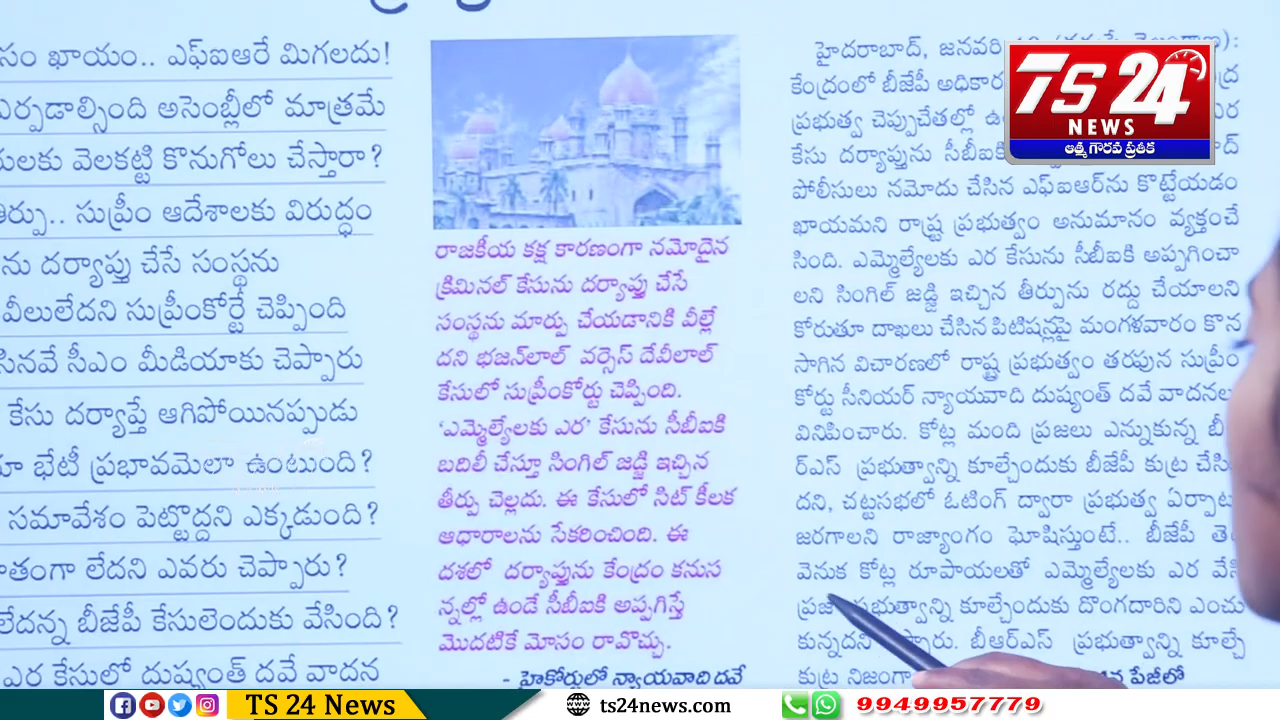 సం ఖాయం.. ఎఫ్ఐఆరే మిగలదు!
ఏర్పడాల్సింది అసెంబ్లీలో మాత్రమే
లకు వెలకట్టి కొనుగోలు చేస్తారా?
తీర్పు.. సుప్రీం ఆదేశాలకు విరుద్ధం
ను దర్యాప్తు చేసే సంస్థను
వీలులేదని సుప్రీంకోర్టే చెప్పింది
సినవే సీఎం మీడియాకు చెప్పారు
కేసు దర్యాప్తే ఆగిపోయినప్పుడు
భేటీ ప్రభావమెలా ఉంటుంది?
సమావేశం పెట్టొద్దని ఎక్కడుంది?
తంగా లేదని ఎవరు చెప్పారు?
లేదన్న బీజేపీ కేసులెందుకు వేసింది?
ఎర కేసులో దుష్యంత్ దవే వాదన
రాజకీయ కక్ష కారణంగా నమోదైన
క్రిమినల్ కేసును దర్యాప్తు చేసే
సంస్థను మార్పు చేయడానికి వీల్లే
దని భజన్‌లాల్ వర్సెస్ దేవీలాల్
కేసులో సుప్రీంకోర్టు చెప్పింది.
'ఎమ్మెల్యేలకు ఎర' కేసును సీబీఐకి
బదిలీ చేస్తూ సింగిల్ జడ్జి ఇచ్చిన
తీర్పు చెల్లదు. ఈ కేసులో సిట్ కీలక
ఆధారాలను సేకరించింది. ఈ
దశలో దర్యాప్తును కేంద్రం కనుస
న్నల్లో ఉండే సీబీఐకి అప్పగిస్తే
మొదటికే మోసం రావొచ్చు.
- హైకోర్టులో న్యాయవాది దవే
హైదరాబాద్, జనవరి
కేంద్రంలో బీజేపీ అధికార
ప్రభుత్వ చెప్పుచేతల్లో
కేసు దర్యాప్తును సీబీఐకి
పోలీసులు నమోదు చేసిన ఎఫ్ఐఆర్‌ను కొట్టేయడం
ఖాయమని రాష్ట్ర ప్రభుత్వం అనుమానం వ్యక్తంచే
సింది. ఎమ్మెల్యేలకు ఎర కేసును సీబీఐకి అప్పగించా
లని సింగిల్ జడ్జి ఇచ్చిన తీర్పును రద్దు చేయాలని
కోరుతూ దాఖలు చేసిన పిటిషన్లపై మంగళవారం కొన
సాగిన విచారణలో రాష్ట్ర ప్రభుత్వం తరపున సుప్రీం
కోర్టు సీనియర్ న్యాయవాది దుష్యంత్ దవే వాదనలు
వినిపించారు. కోట్ల మంది ప్రజలు ఎన్నుకున్న బీ
ర్ఎస్ ప్రభుత్వాన్ని కూల్చేందుకు బీజేపీ కుట్ర చేసిం
దని, చట్టసభలో ఓటింగ్ ద్వారా ప్రభుత్వ ఏర్పాటు
జరగాలని రాజ్యాంగం ఘోషిస్తుంటే.. బీజేపీ తె
వెనుక కోట్ల రూపాయలతో ఎమ్మెల్యేలకు ఎర వేసి
ప్రజా ప్రభుత్వాన్ని కూల్చేందుకు దొంగదారిని ఎంచు
కున్నదని చెప్పారు. బీఆర్ఎస్ ప్రభుత్వాన్ని కూల్చే
కుట్ర నిజంగా
పేజీలో
TS 24
NEWS
ఆత్మ గౌరవ ప్రతీక
TS 24 News
ts24news.com
9949957779